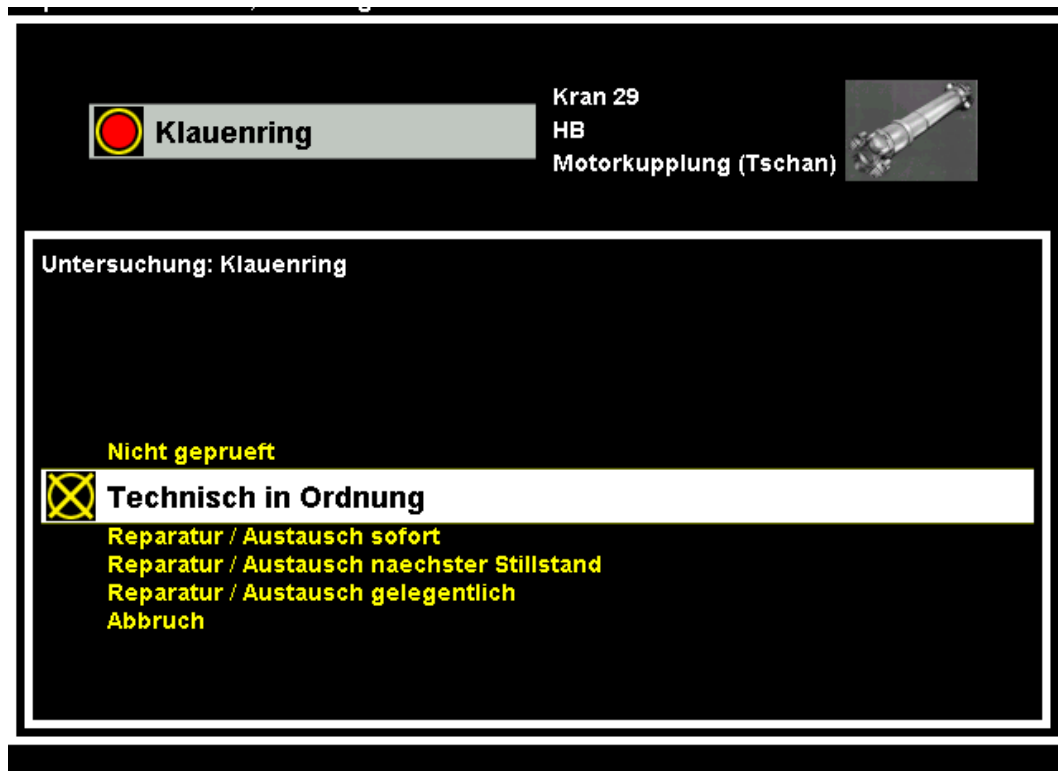 Klauenring
Kran 29
HB
Motorkupplung (Tschan)
Untersuchung: Klauenring
Nicht geprueft
Technisch in Ordnung
Reparatur / Austausch sofort
Reparatur / Austausch naechster Stillstand
Reparatur / Austausch gelegentlich
Abbruch